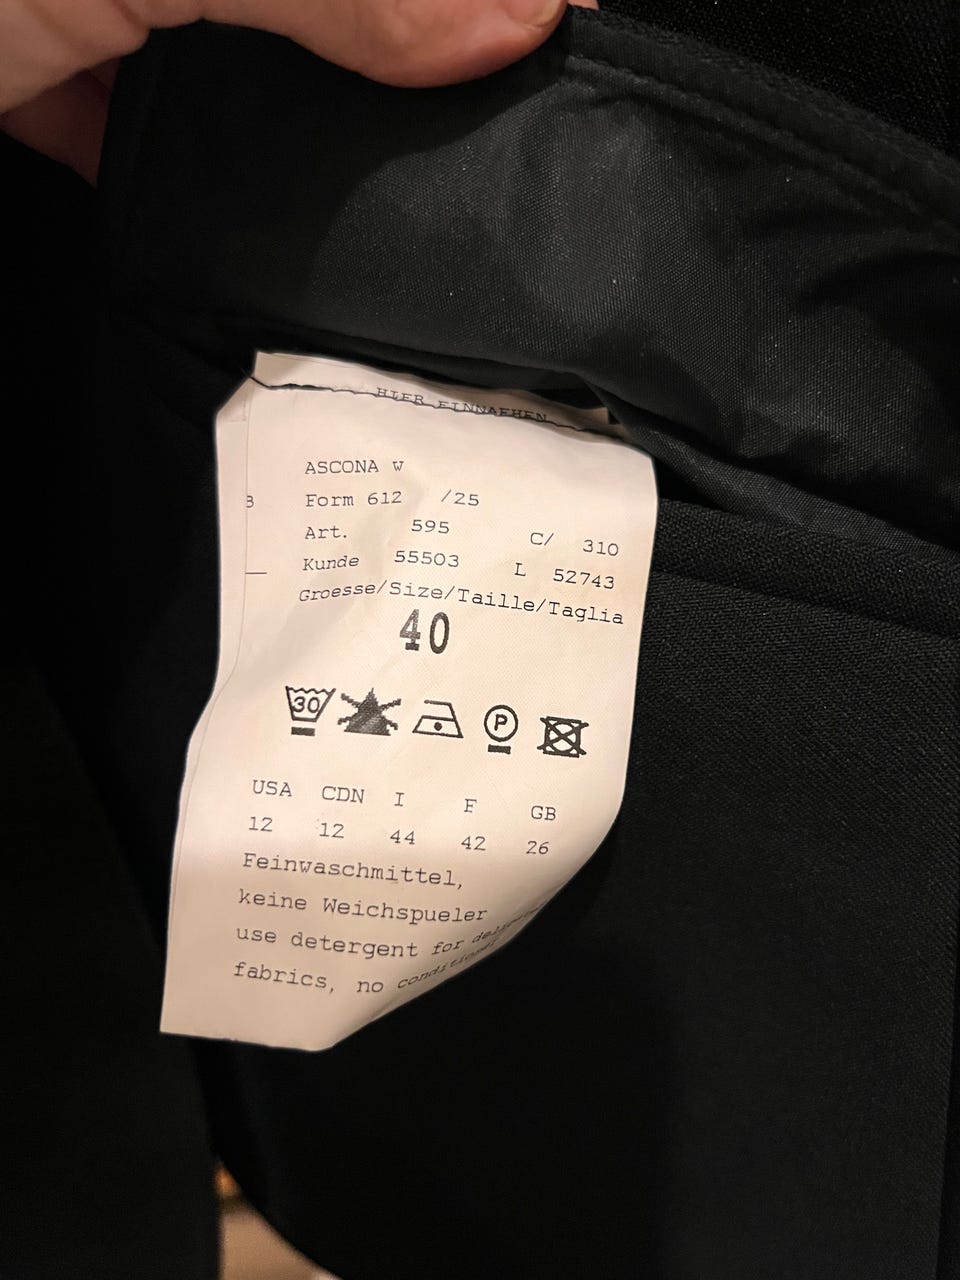 HIER EINNAEHEN
ASCONA W
B
Form 612 /25
Art. 595 C/ 310
Kunde 55503 L 52743
Groesse/Size/Taille/Taglia
40
30 P
USA CDN I F GB
12 12 44 42 26
Feinwaschmittel,
keine Weichspueler
use detergent for
fabrics, no